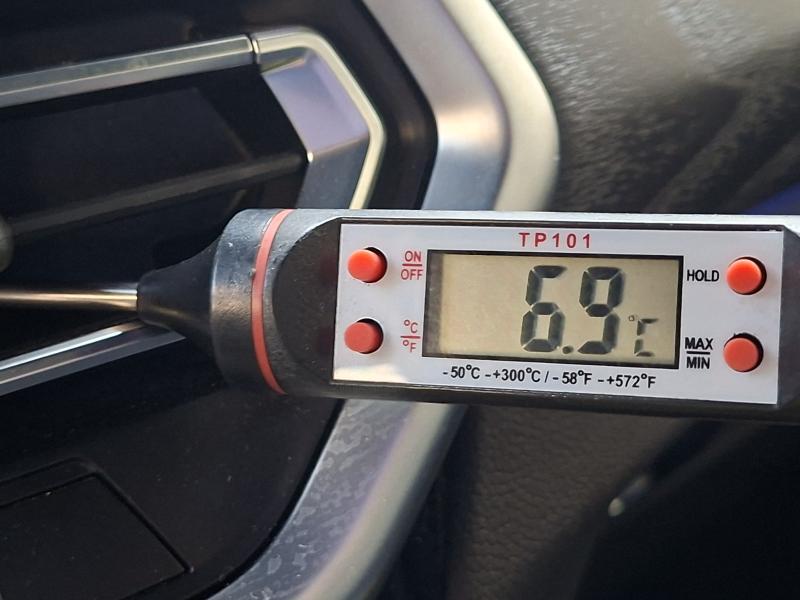 TP101
ON
OFF
°C
°F
6.9 °C
HOLD
MAX
MIN
-50°C -+300°C / -58°F -+572°F